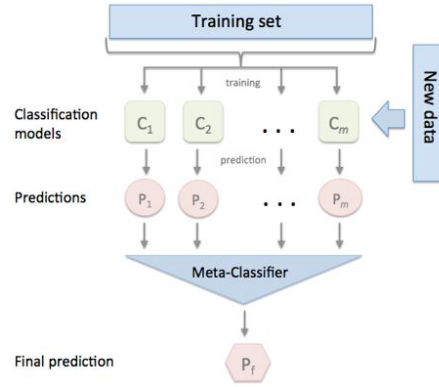 Training set
training
New data
Classification
models
C1 C2 . . . Cm
prediction
Predictions
P1 P2 . . . Pm
Meta-Classifier
Final prediction
Pf